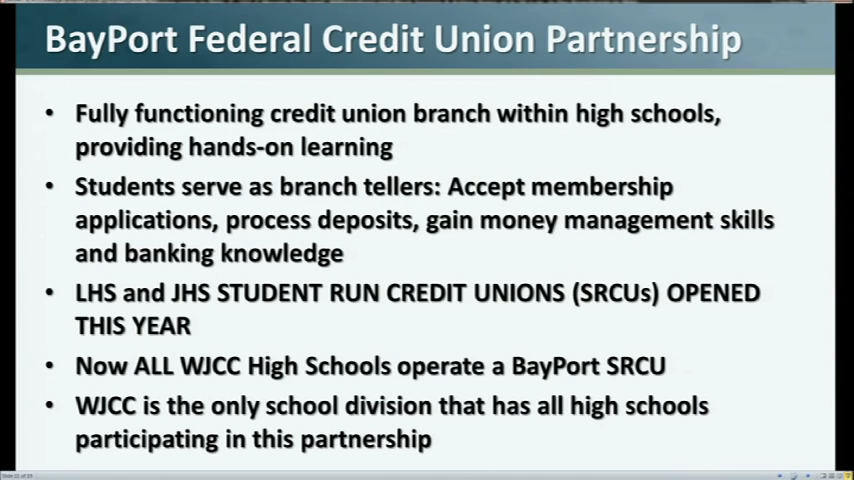 BayPort Federal Credit Union Partnership
• Fully functioning credit union branch within high schools,
providing hands-on learning
• Students serve as branch tellers: Accept membership
applications, process deposits, gain money management skills
and banking knowledge
• LHS and JHS STUDENT RUN CREDIT UNIONS (SRCUs) OPENED
THIS YEAR
• Now ALL WJCC High Schools operate a BayPort SRCU
• WJCC is the only school division that has all high schools
participating in this partnership